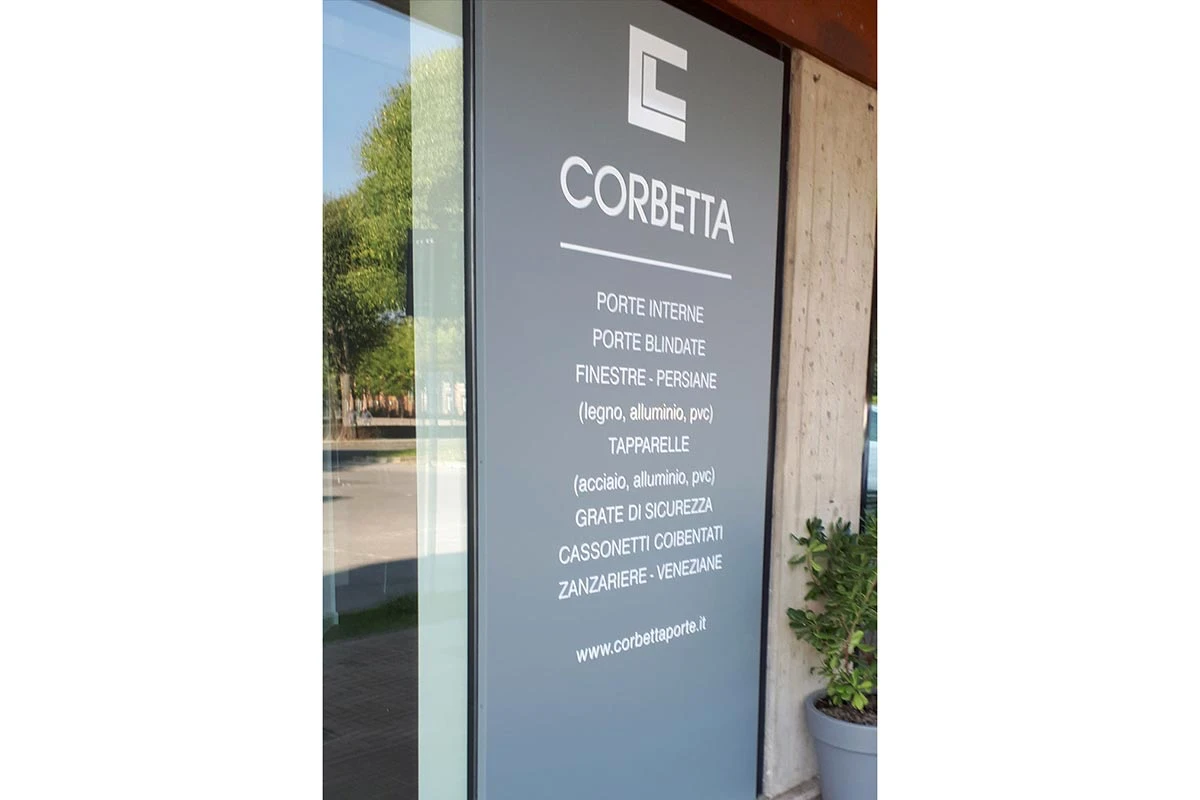 CORBETTA
PORTE INTERNE
PORTE BLINDATE
FINESTRE - PERSIANE
(legno, alluminio, pvc)
TAPPARELLE
(acciaio, alluminio, pvc)
GRATE DI SICUREZZA
CASSONETTI COIBENTATI
ZANZARIERE - VENEZIANE
www.corbettaporte.it